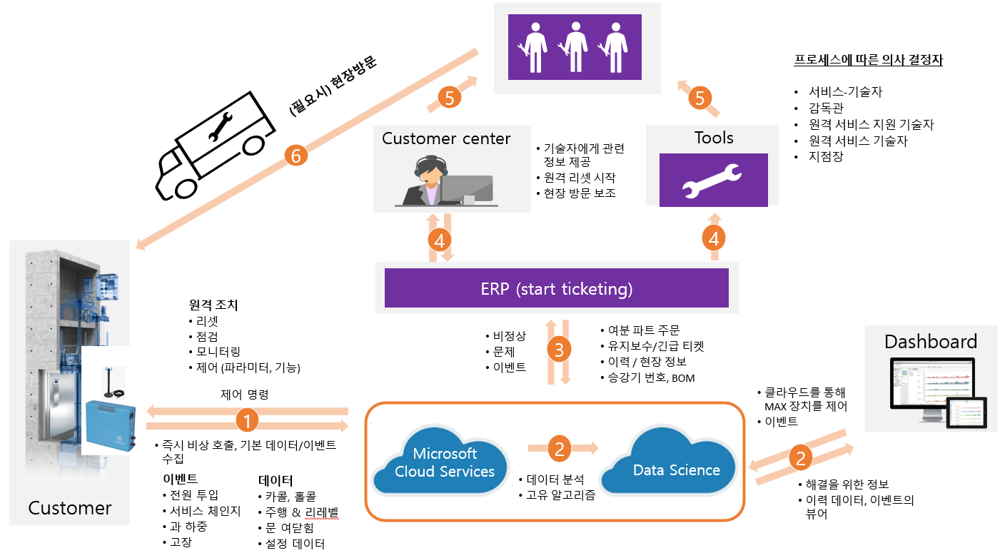 프로세스에 따른 의사 결정자
• 서비스-기술자
• 감독관
• 원격 서비스 지원 기술자
• 원격 서비스 기술자
• 지점장
(필요시) 현장방문
5
5
6
Customer center
• 기술자에게 관련
정보 제공
• 원격 리셋 시작
• 현장 방문 보조
Tools
4
4
ERP (start ticketing)
원격 조치
• 리셋
• 점검
• 모니터링
• 제어 (파라미터, 기능)
• 비정상
• 문제
• 이벤트
3
• 여분 파트 주문
• 유지보수/긴급 티켓
• 이력 / 현장 정보
• 승강기 번호, BOM
Dashboard
제어 명령
1
• 즉시 비상 호출, 기본 데이터/이벤트
수집
이벤트
• 전원 투입
• 서비스 체인지
• 과 하중
• 고장
데이터
• 카콜, 홀콜
• 주행 & 리레벨
• 문 여닫힘
• 설정 데이터
Customer
Microsoft
Cloud Services
2
• 데이터 분석
• 고유 알고리즘
Data Science
• 클라우드를 통해
MAX 장치를 제어
• 이벤트
2
• 해결을 위한 정보
• 이력 데이터, 이벤트의
뷰어